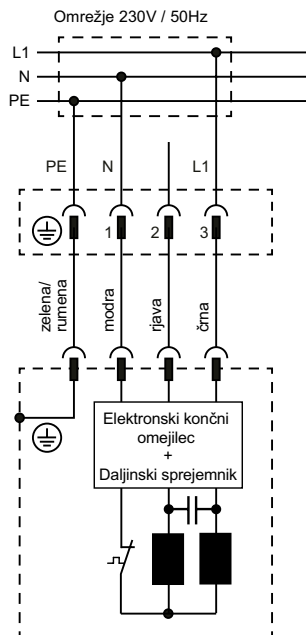 Omrežje 230V / 50Hz
L1
N
PE
PE N L1
1 2 3
zelena/
rumena
modra
rjava
črna
Elektronski končni
omejilec
+
Daljinski sprejemnik